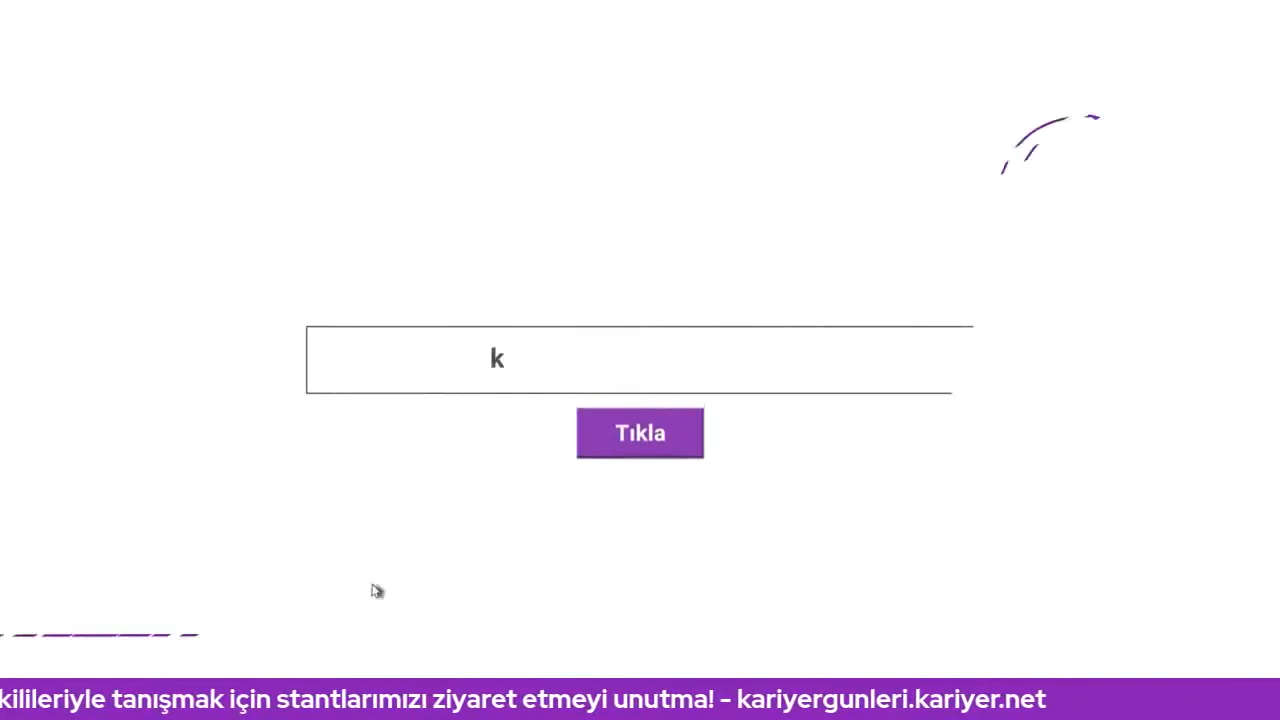 k
Tıkla
kilileriyle tanışmak için stantlarımızı ziyaret etmeyi unutma! - kariyergunleri.kariyer.net